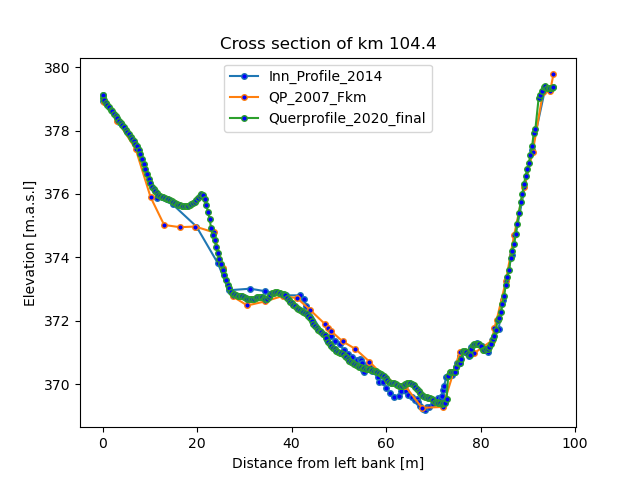 Cross section of km 104.4
Inn_Profile_2014
QP_2007_Fkm
Querprofile_2020_final
Elevation [m.a.s.l]
380
378
376
374
372
370
0 20 40 60 80 100
Distance from left bank [m]